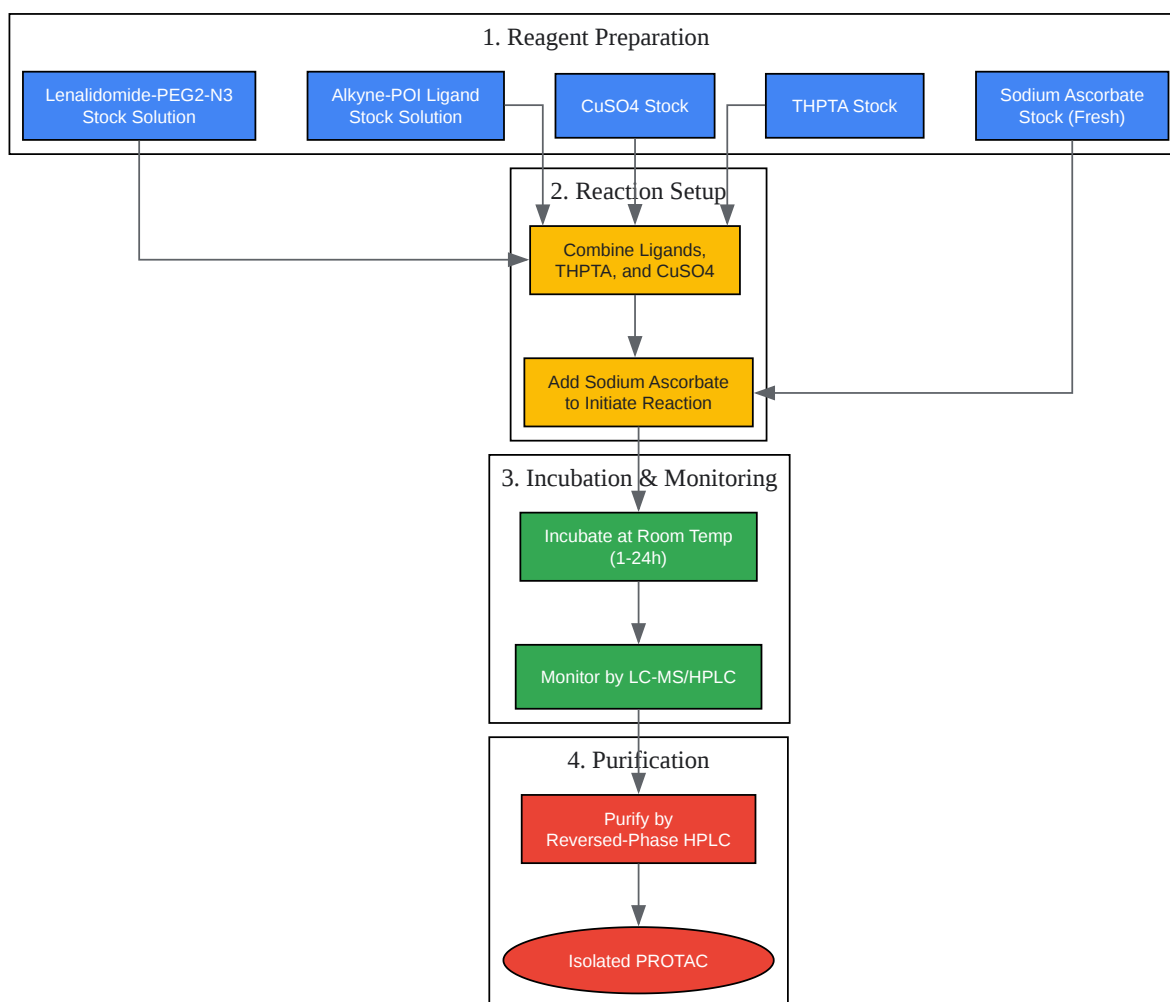 1. Reagent Preparation
Lenalidomide-PEG2-N3
Stock Solution
Alkyne-POI Ligand
Stock Solution
CuSO4 Stock
THPTA Stock
Sodium Ascorbate
Stock (Fresh)
2. Reaction Setup
Combine Ligands,
THPTA, and CuSO4
Add Sodium Ascorbate
to Initiate Reaction
3. Incubation & Monitoring
Incubate at Room Temp
(1-24h)
Monitor by LC-MS/HPLC
4. Purification
Purify by
Reversed-Phase HPLC
Isolated PROTAC